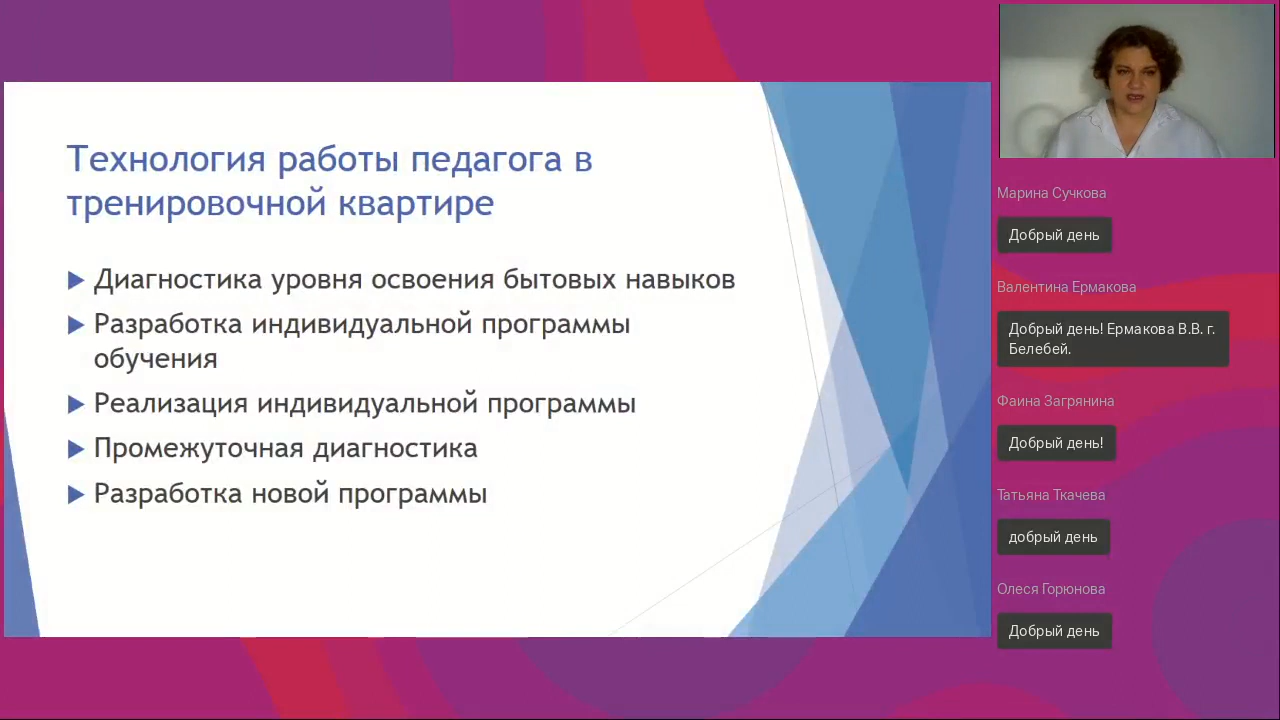 Технология работы педагога в
тренировочной квартире
Диагностика уровня освоения бытовых навыков
Разработка индивидуальной программы
обучения
Реализация индивидуальной программы
Промежуточная диагностика
Разработка новой программы
Марина Сучкова
Добрый день
Валентина Ермакова
Добрый день! Ермакова В.В. г.
Белебей.
Фаина Загрянина
Добрый день!
Татьяна Ткачева
добрый день
Олеся Горюнова
Добрый день